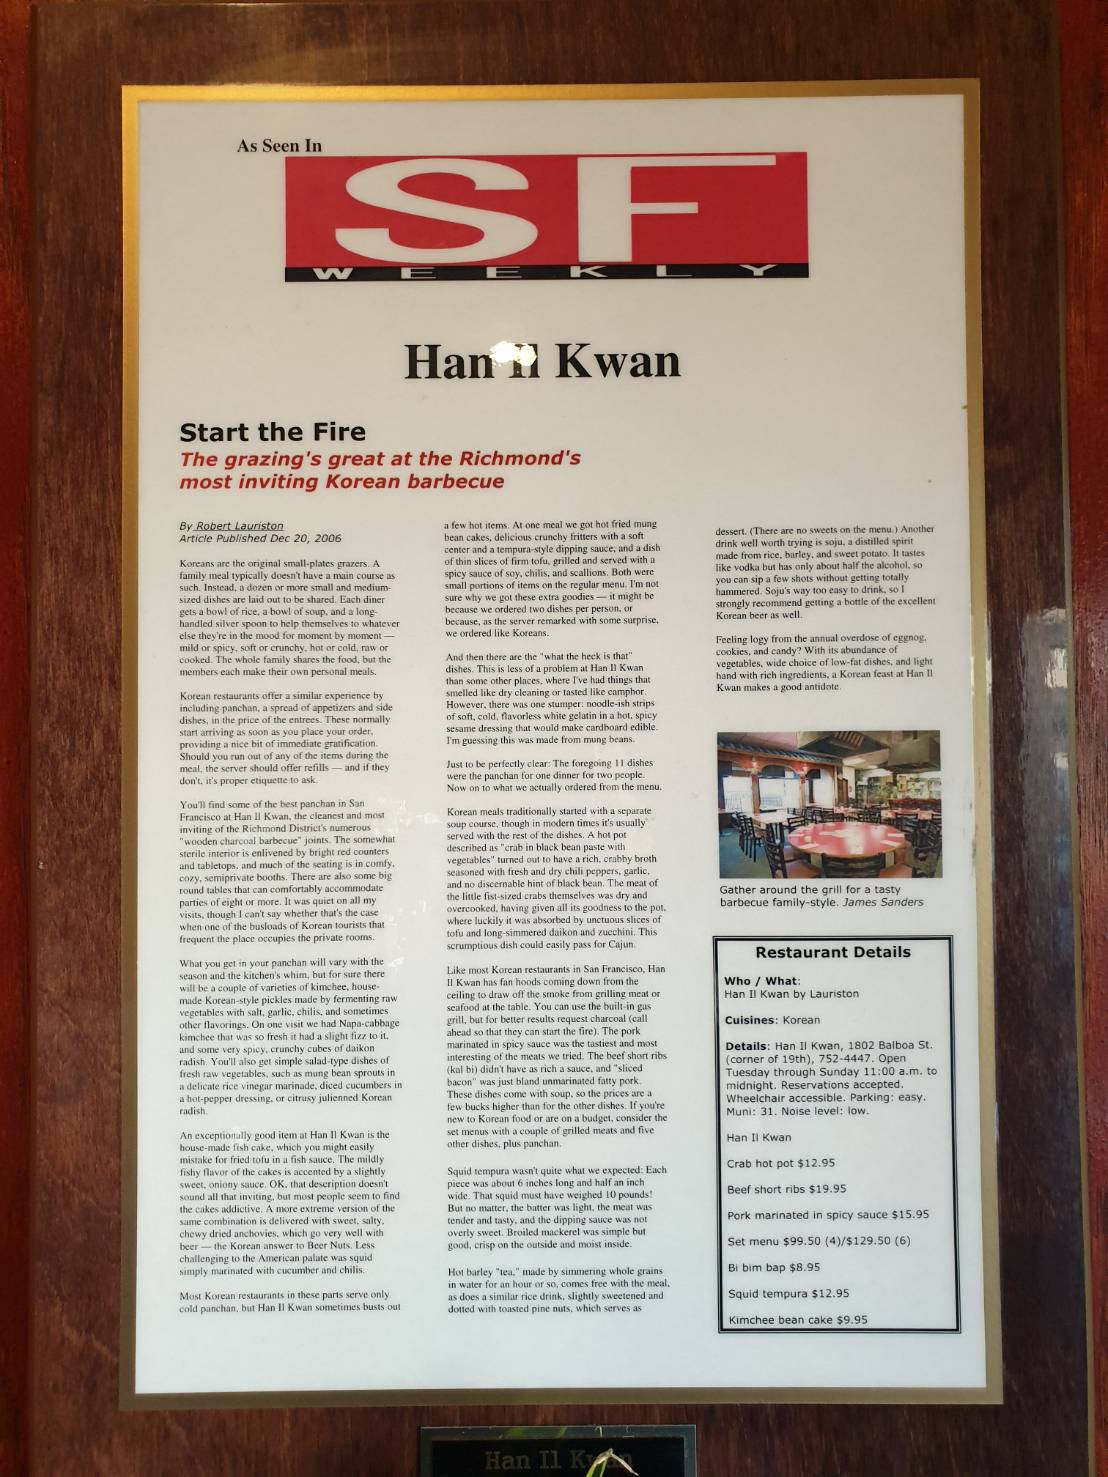 As Seen In
SF
WEEKLY
Han Il Kwan
Start the Fire
The grazing's great at the Richmond's
most inviting Korean barbecue
By Robert Lauriston
Article Published Dec 20, 2006
Koreans are the original small-plates grazers. A
family meal typically doesn't have a main course as
such. Instead, a dozen or more small and medium-
sized dishes are laid out to be shared. Each diner
gets a bowl of rice, a bowl of soup, and a long-
handled silver spoon to help themselves to whatever
else they're in the mood for moment by moment —
mild or spicy, soft or crunchy, hot or cold, raw or
cooked. The whole family shares the food, but the
members each make their own personal meals.
Korean restaurants offer a similar experience by
including panchan, a spread of appetizers and side
dishes, in the price of the entrees. These normally
start arriving as soon as you place your order,
providing a nice bit of immediate gratification.
Should you run out of any of the items during the
meal, the server should offer refills — and if they
don't, it's proper etiquette to ask.
You'll find some of the best panchan in San
Francisco at Han Il Kwan, the cleanest and most
inviting of the Richmond District's numerous
"wooden charcoal barbecue" joints. The somewhat
sterile interior is enlivened by bright red counters
and tabletops, and much of the seating is in comfy,
cozy, semiprivate booths. There are also some big
round tables that can comfortably accommodate
parties of eight or more. It was quiet on all my
visits, though I can't say whether that's the case
when one of the busloads of Korean tourists that
frequent the place occupies the private rooms.
What you get in your panchan will vary with the
season and the kitchen's whim, but for sure there
will be a couple of varieties of kimchee, house-
made Korean-style pickles made by fermenting raw
vegetables with salt, garlic, chilis, and sometimes
other flavorings. On one visit we had Napa-cabbage
kimchee that was so fresh it had a slight fizz to it,
and some very spicy, crunchy cubes of daikon
radish. You'll also get simple salad-type dishes of
fresh raw vegetables, such as mung bean sprouts in
a delicate rice vinegar marinade, diced cucumbers in
a hot-pepper dressing, or citrusy julienned Korean
radish.
An exceptionally good item at Han Il Kwan is the
house-made fish cake, which you might easily
mistake for fried tofu in a fish sauce. The mildly
fishy flavor of the cakes is accented by a slightly
sweet, oniony sauce. OK, that description doesn't
sound all that inviting, but most people seem to find
the cakes addictive. A more extreme version of the
same combination is delivered with sweet, salty,
chewy dried anchovies, which go very well with
beer — the Korean answer to Beer Nuts. Less
challenging to the American palate was squid
simply marinated with cucumber and chilis.
Most Korean restaurants in these parts serve only
cold panchan, but Han Il Kwan sometimes busts out
a few hot items. At one meal we got hot fried mung
bean cakes, delicious crunchy fritters with a soft
center and a tempura-style dipping sauce; and a dish
of thin slices of firm tofu, grilled and served with a
spicy sauce of soy, chilis, and scallions. Both were
small portions of items on the regular menu. I'm not
sure why we got these extra goodies — it might be
because we ordered two dishes per person, or
because, as the server remarked with some surprise,
we ordered like Koreans.
And then there are the "what the heck is that"
dishes. This is less of a problem at Han Il Kwan
than some other places, where I've had things that
smelled like dry cleaning or tasted like camphor.
However, there was one stumper: noodle-ish strips
of soft, cold, flavorless white gelatin in a hot, spicy
sesame dressing that would make cardboard edible.
I'm guessing this was made from mung beans.
Just to be perfectly clear: The foregoing 11 dishes
were the panchan for one dinner for two people.
Now on to what we actually ordered from the menu.
Korean meals traditionally started with a separate
soup course, though in modern times it's usually
served with the rest of the dishes. A hot pot
described as "crab in black bean paste with
vegetables" turned out to have a rich, crabby broth
seasoned with fresh and dry chili peppers, garlic,
and no discernable hint of black bean. The meat of
the little fist-sized crabs themselves was dry and
overcooked, having given all its goodness to the pot,
where luckily it was absorbed by unctuous slices of
tofu and long-simmered daikon and zucchini. This
scrumptious dish could easily pass for Cajun.
Like most Korean restaurants in San Francisco, Han
Il Kwan has fan hoods coming down from the
ceiling to draw off the smoke from grilling meat or
seafood at the table. You can use the built-in gas
grill, but for better results request charcoal (call
ahead so that they can start the fire). The pork
marinated in spicy sauce was the tastiest and most
interesting of the meats we tried. The beef short ribs
(kal bi) didn't have as rich a sauce, and "sliced
bacon" was just bland unmarinated fatty pork.
These dishes come with soup, so the prices are a
few bucks higher than for the other dishes. If you're
new to Korean food or are on a budget, consider the
set menus with a couple of grilled meats and five
other dishes, plus panchan.
Squid tempura wasn't quite what we expected: Each
piece was about 6 inches long and half an inch
wide. That squid must have weighed 10 pounds!
But no matter, the batter was light, the meat was
tender and tasty, and the dipping sauce was not
overly sweet. Broiled mackerel was simple but
good, crisp on the outside and moist inside.
Hot barley "tea," made by simmering whole grains
in water for an hour or so, comes free with the meal,
as does a similar rice drink, slightly sweetened and
dotted with toasted pine nuts, which serves as
dessert. (There are no sweets on the menu.) Another
drink well worth trying is soju, a distilled spirit
made from rice, barley, and sweet potato. It tastes
like vodka but has only about half the alcohol, so
you can sip a few shots without getting totally
hammered. Soju's way too easy to drink, so I
strongly recommend getting a bottle of the excellent
Korean beer as well.
Feeling logy from the annual overdose of eggnog,
cookies, and candy? With its abundance of
vegetables, wide choice of low-fat dishes, and light
hand with rich ingredients, a Korean feast at Han Il
Kwan makes a good antidote.
Gather around the grill for a tasty
barbecue family-style. James Sanders
Restaurant Details
Who / What:
Han Il Kwan by Lauriston
Cuisines: Korean
Details: Han Il Kwan, 1802 Balboa St.
(corner of 19th), 752-4447. Open
Tuesday through Sunday 11:00 a.m. to
midnight. Reservations accepted.
Wheelchair accessible. Parking: easy.
Muni: 31. Noise level: low.
Han Il Kwan
Crab hot pot $12.95
Beef short ribs $19.95
Pork marinated in spicy sauce $15.95
Set menu $99.50 (4)/$129.50 (6)
Bi bim bap $8.95
Squid tempura $12.95
Kimchee bean cake $9.95
Han Il Kwan